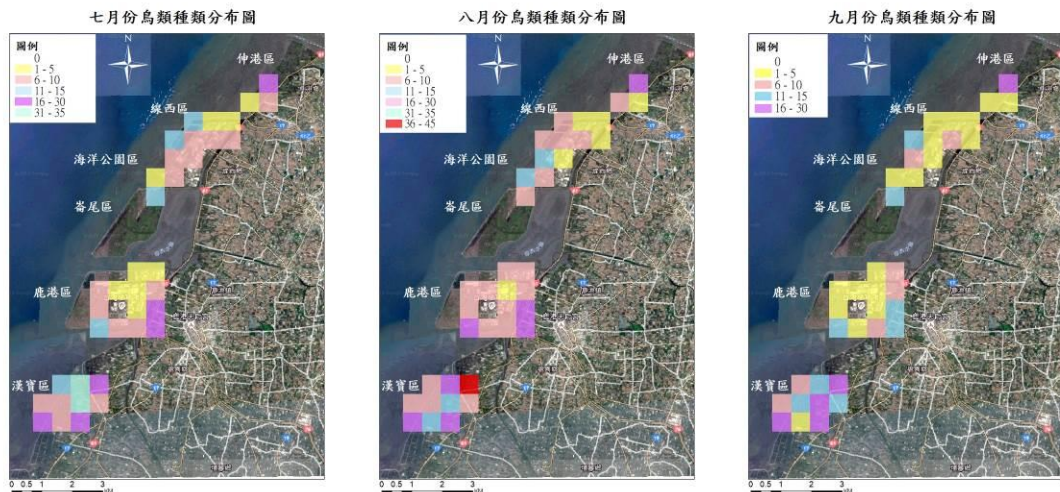 七月份鳥類種類分布圖
圖例
0
1 - 5
6 - 10
11 - 15
16 - 30
31 - 35
N
伸港區
線西區
海洋公園區
崙尾區
鹿港區
漢寶區
0 0.5 1 2 3
八月份鳥類種類分布圖
圖例
0
1 - 5
6 - 10
11 - 15
16 - 30
31 - 35
36 - 45
N
伸港區
線西區
海洋公園區
崙尾區
鹿港區
漢寶區
0 0.5 1 2 3
九月份鳥類種類分布圖
圖例
0
1 - 5
6 - 10
11 - 15
16 - 30
N
伸港區
線西區
海洋公園區
崙尾區
鹿港區
漢寶區
0 0.5 1 2 3